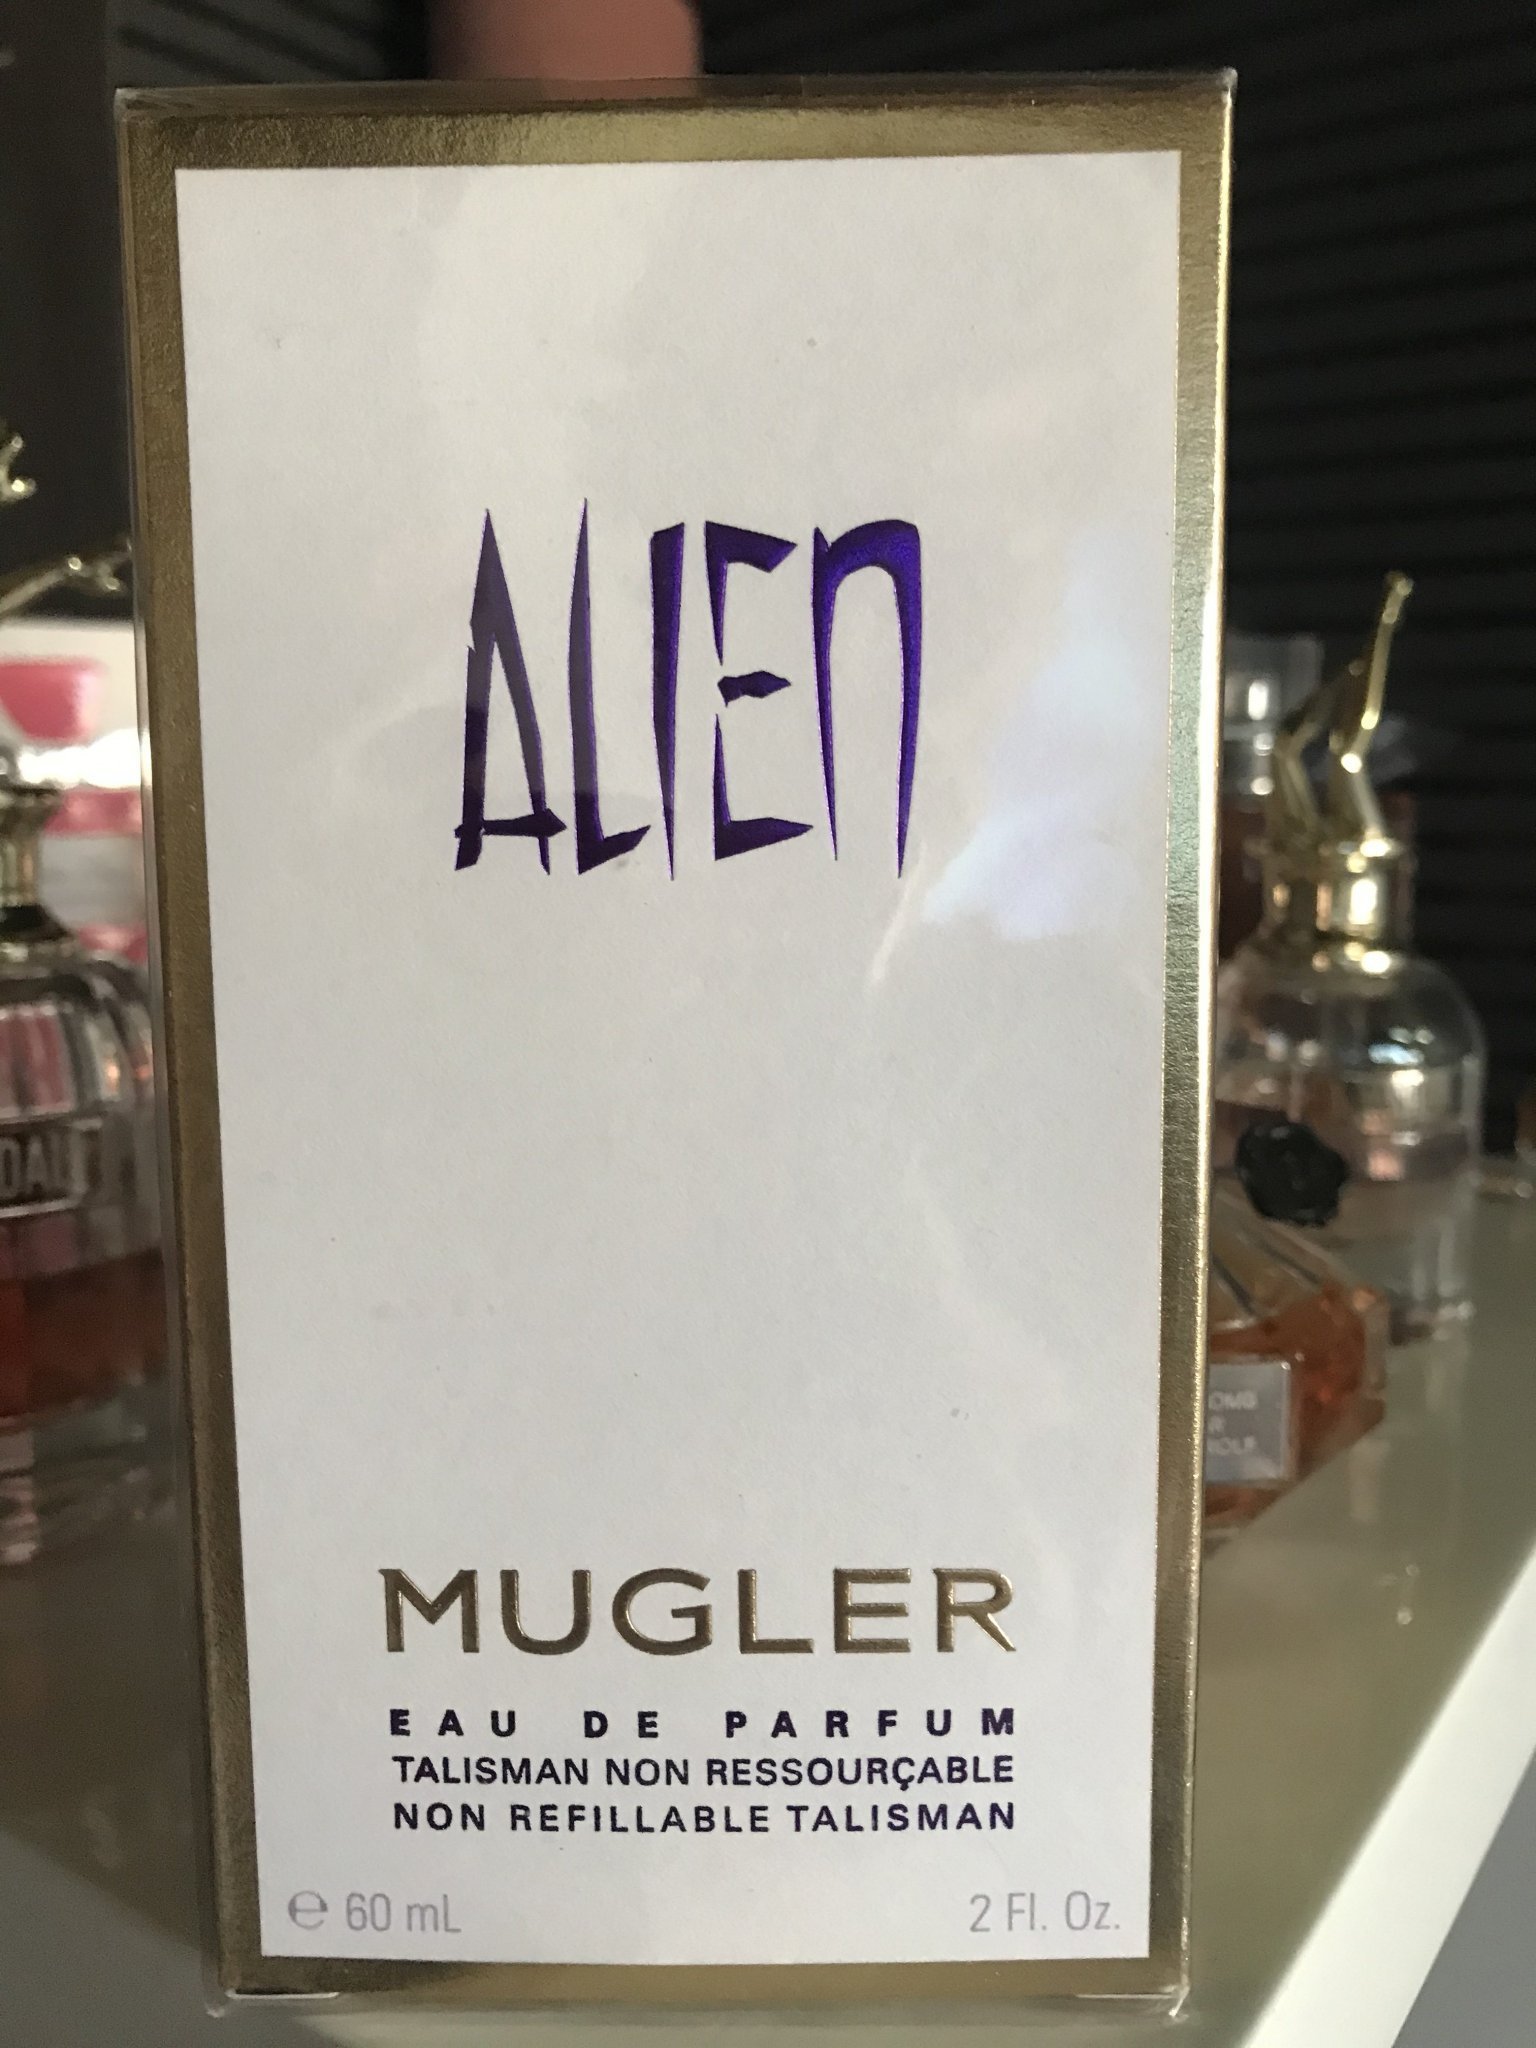 ALIEN
MUGLER
EAU DE PARFUM
TALISMAN NON RESSOURÇABLE
NON REFILLABLE TALISMAN
e 60 mL
2 Fl. Oz.